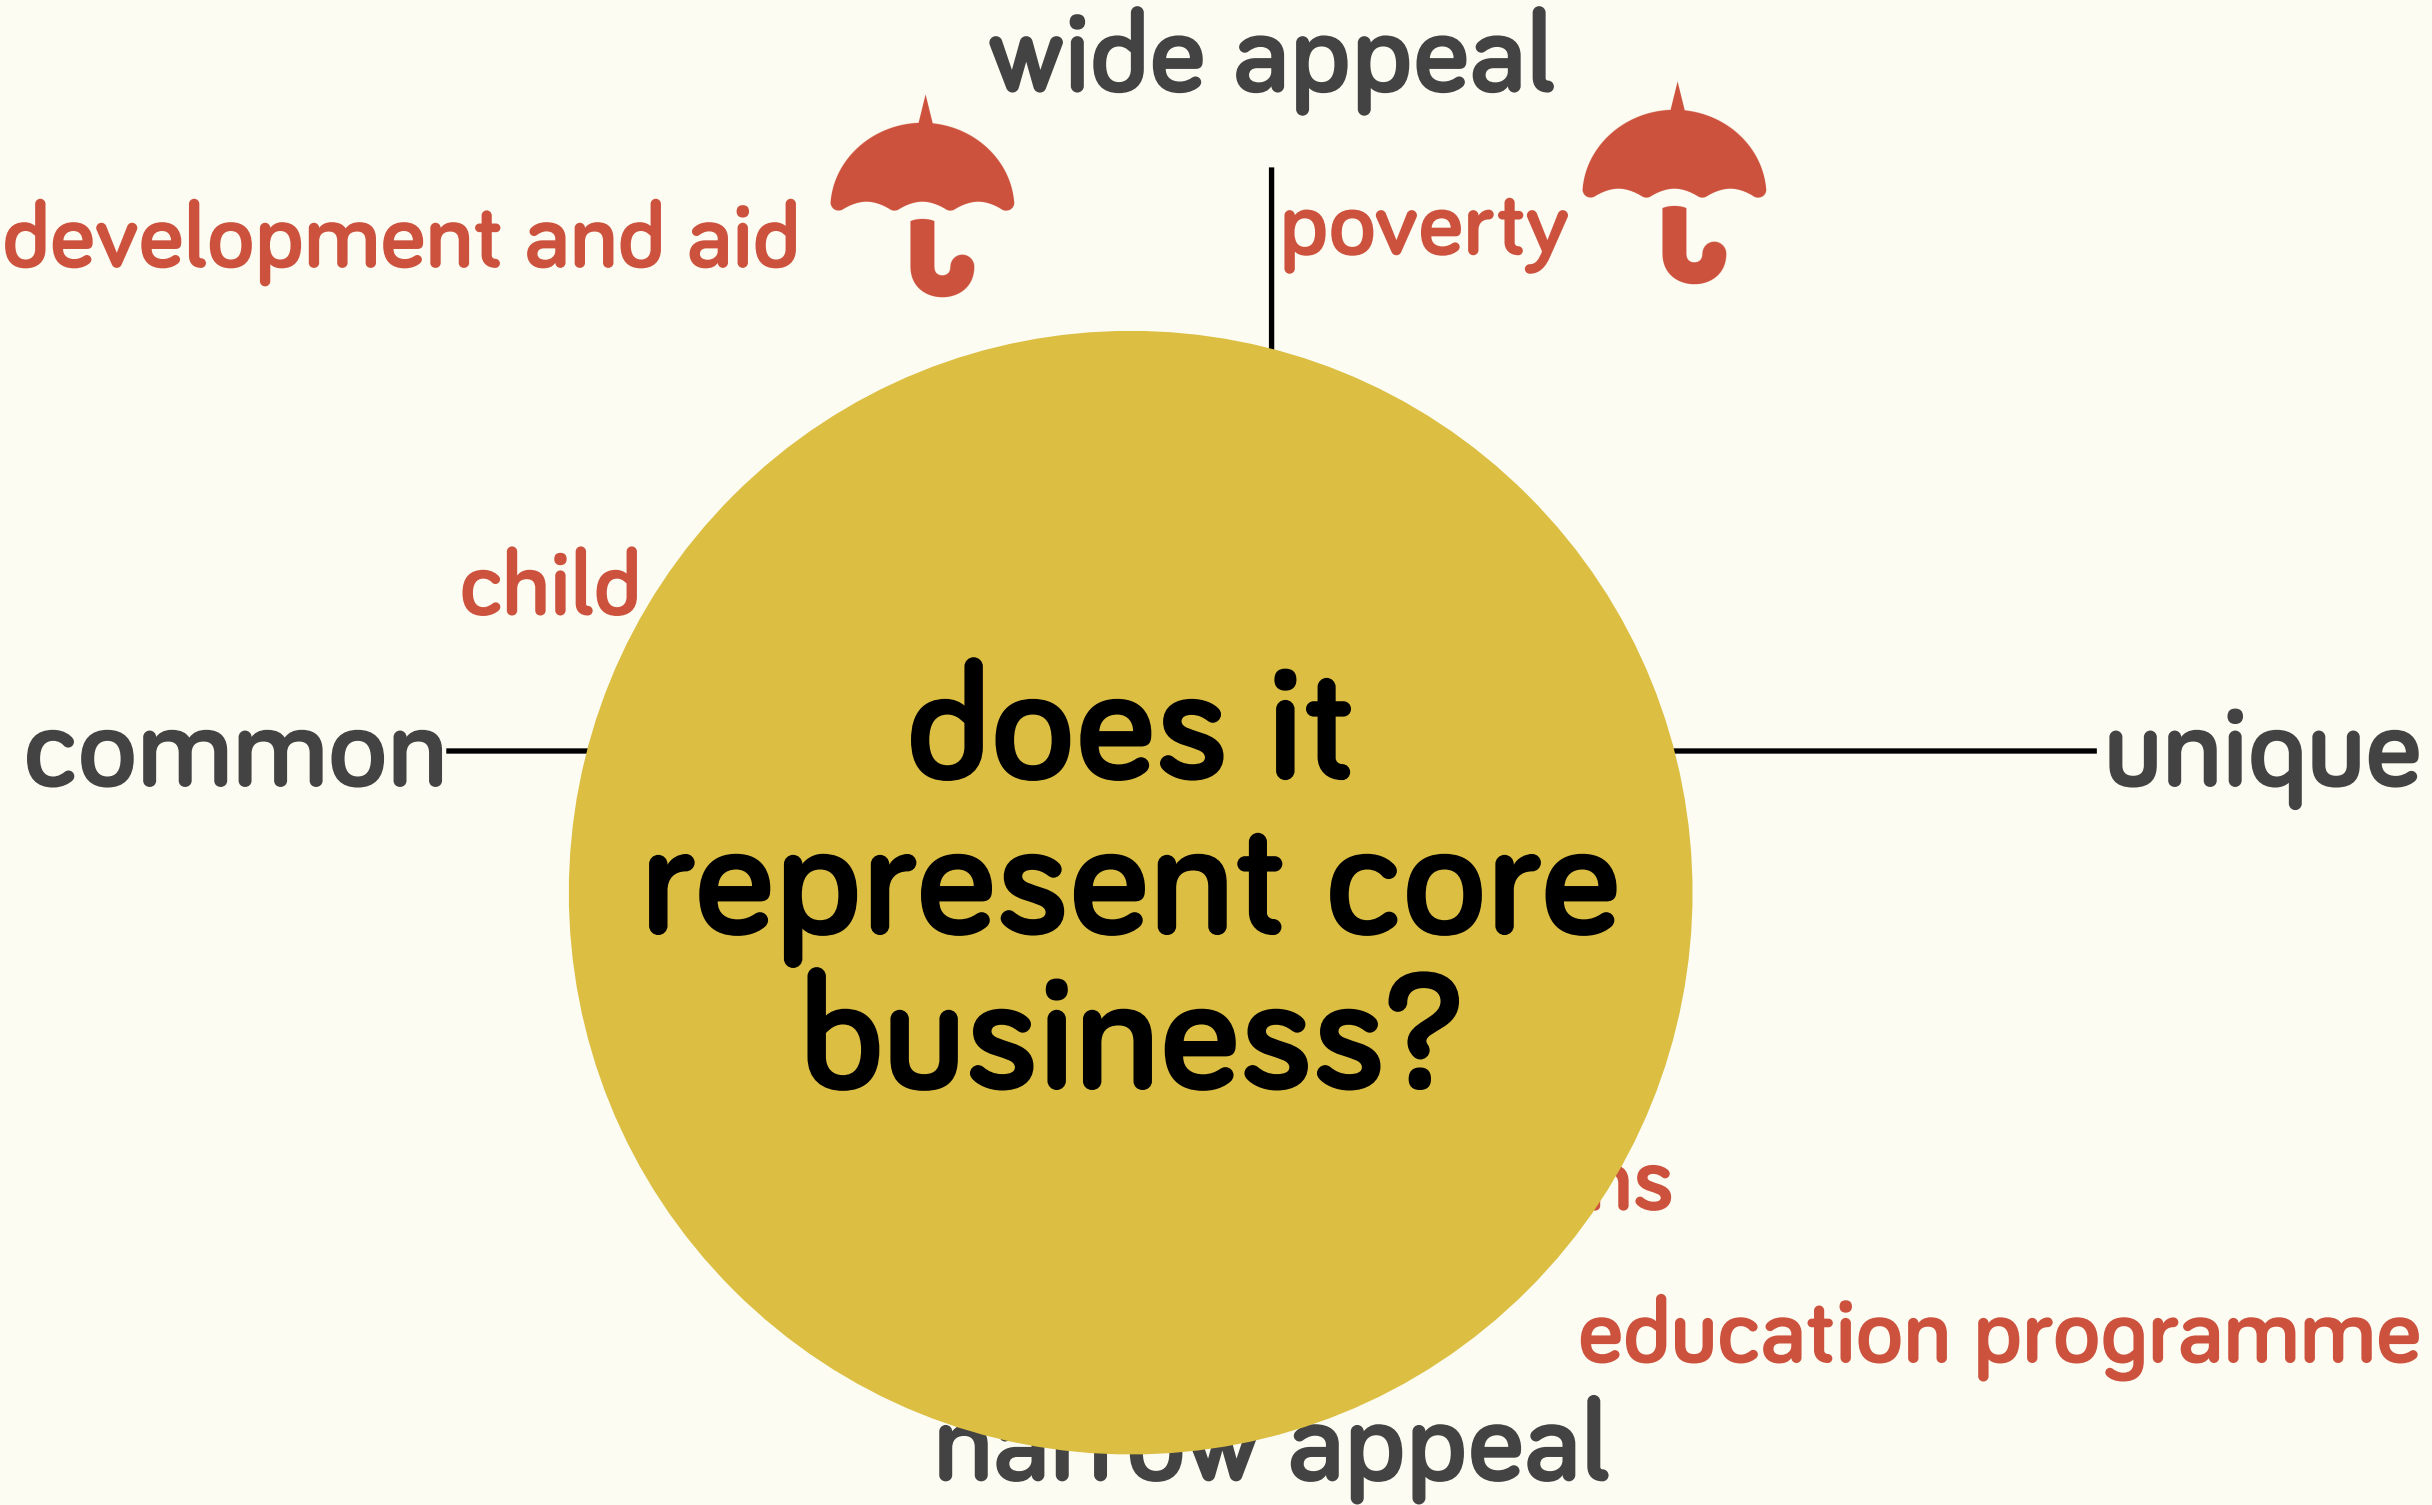 wide appeal
development and aid
poverty
child
does it
common
unique
represent core
business?
education programme
appeal